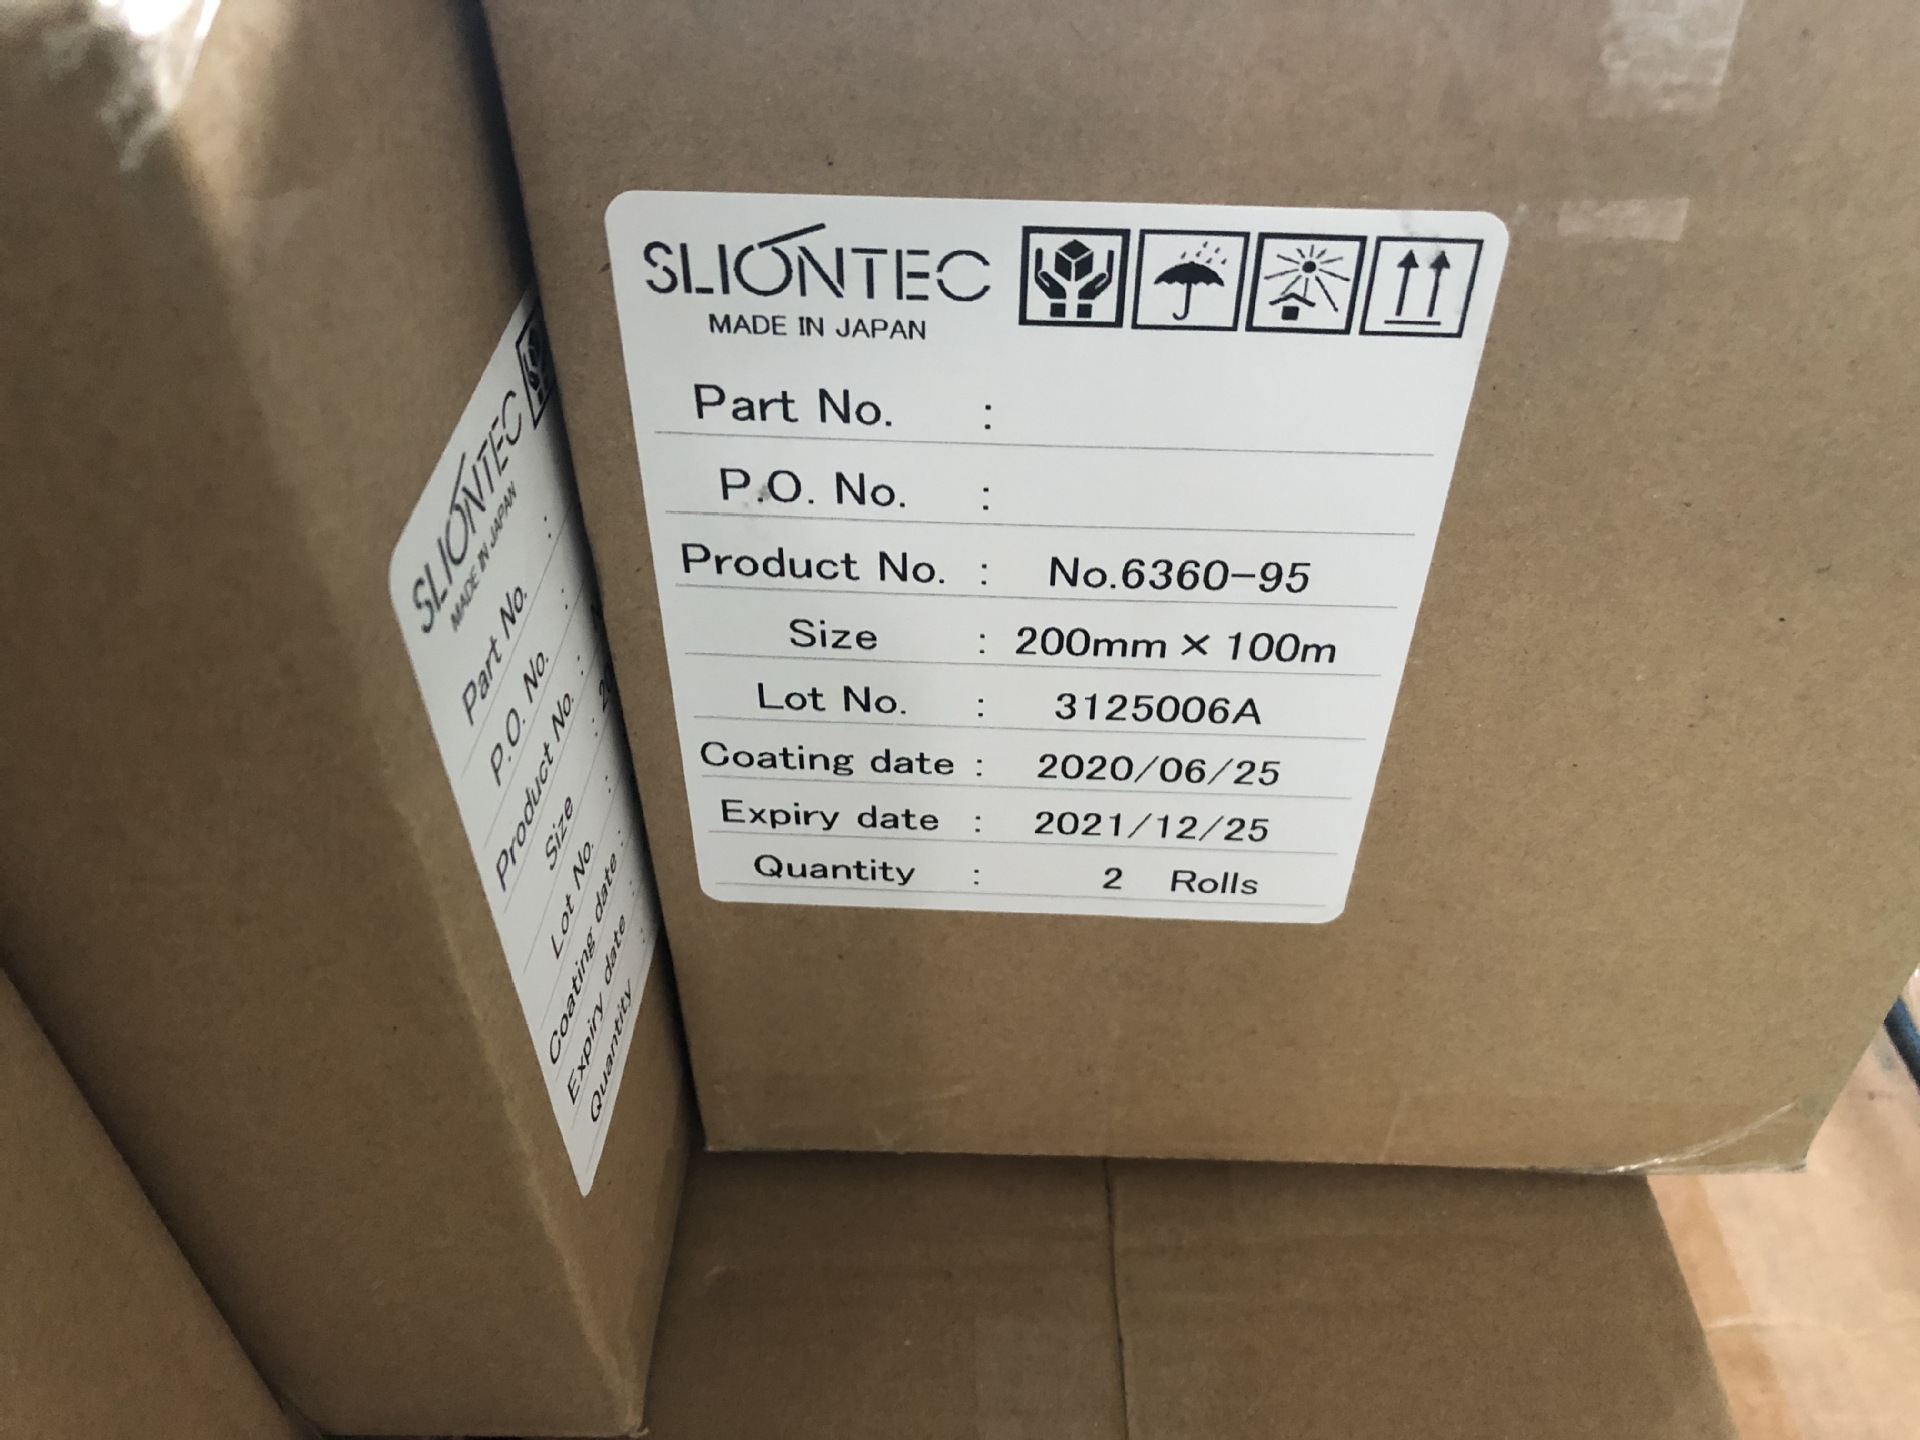 SLIONTEC
MADE IN JAPAN
Part No. :
P.O. No. :
Product No. : No.6360-95
Size : 200mm × 100m
Lot No. : 3125006A
Coating date : 2020/06/25
Expiry date : 2021/12/25
Quantity : 2 Rolls
SLIONTEC
MADE IN JAPAN
Part No. :
P.O. No. :
Product No. :
Size :
Lot No. :
Coating date :
Expiry date :
Quantity :